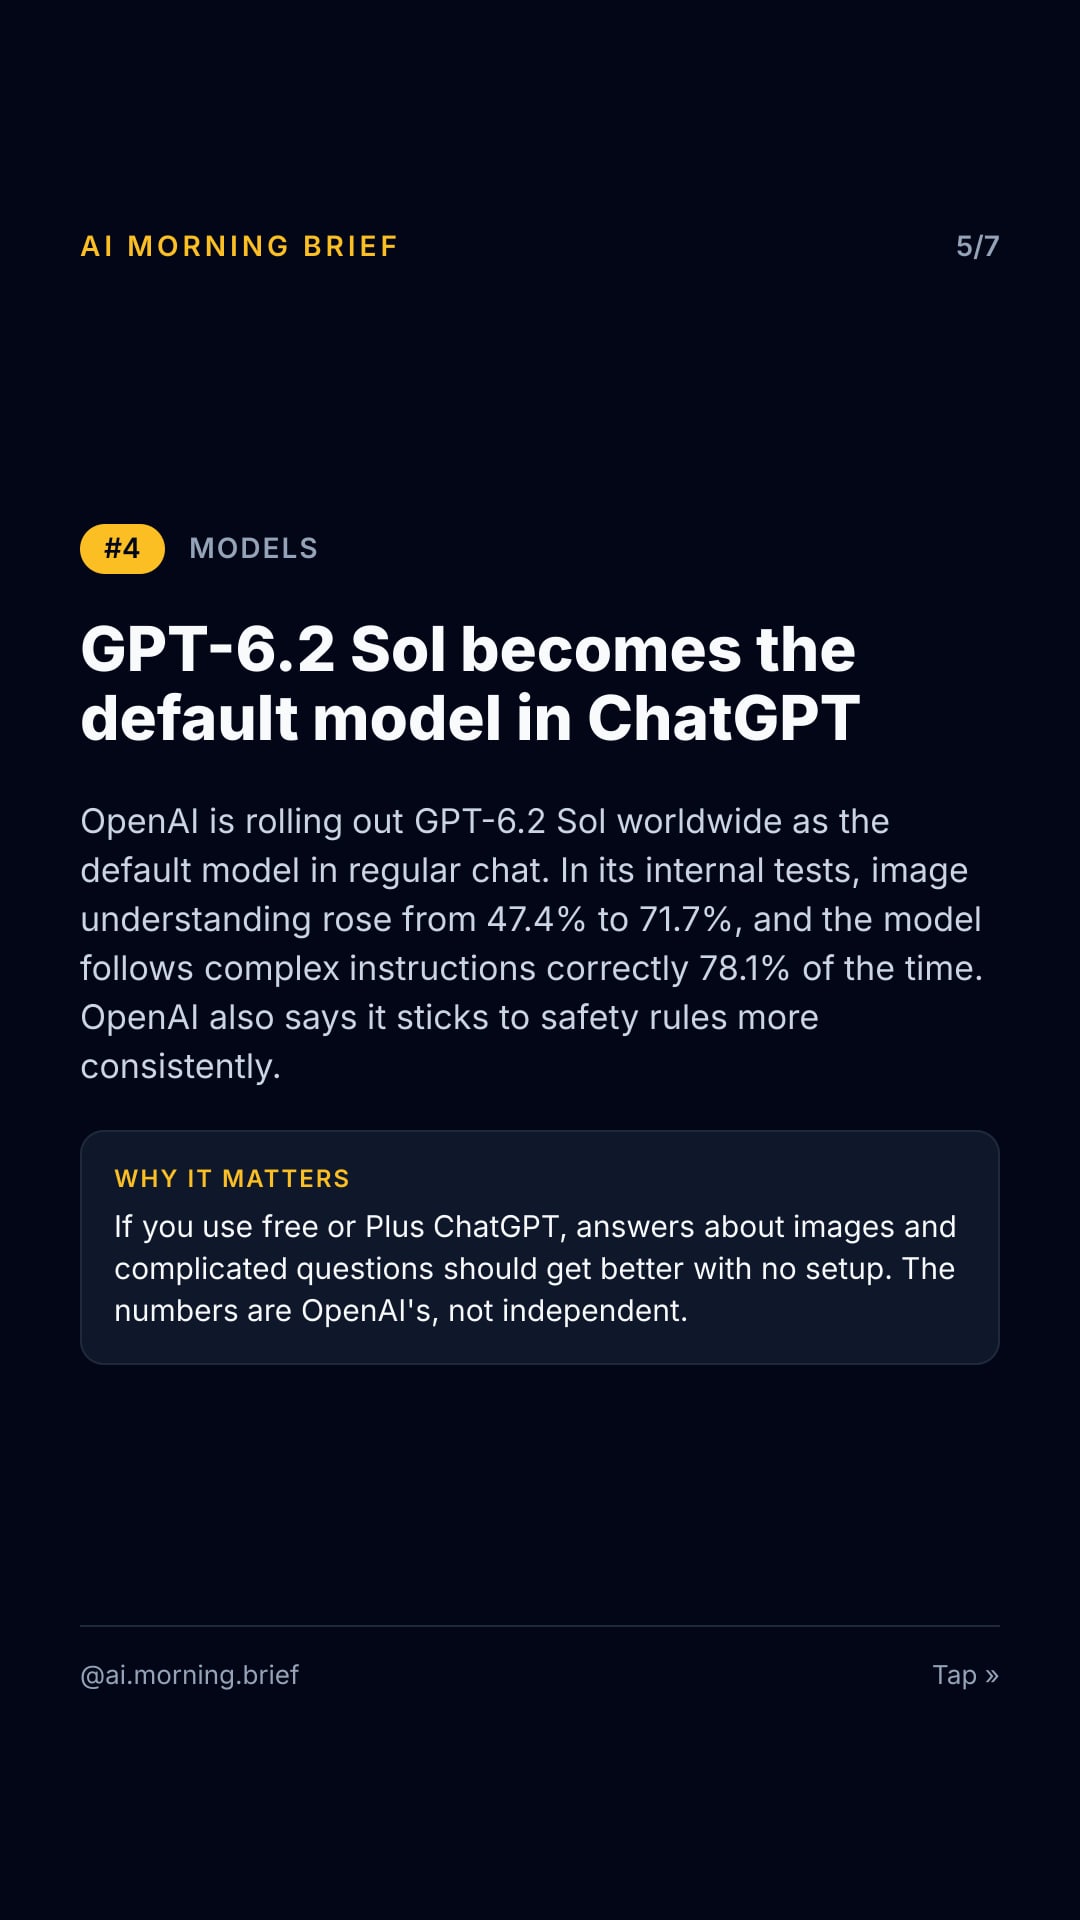 AI MORNING BRIEF
5/7
#4
MODELS
GPT-6.2 Sol becomes the
default model in ChatGPT
OpenAI is rolling out GPT-6.2 Sol worldwide as the
default model in regular chat. In its internal tests, image
understanding rose from 47.4% to 71.7%, and the model
follows complex instructions correctly 78.1% of the time.
OpenAI also says it sticks to safety rules more
consistently.
WHY IT MATTERS
If you use free or Plus ChatGPT, answers about images and
complicated questions should get better with no setup. The
numbers are OpenAI's, not independent.
@ai.morning.brief
Tap »